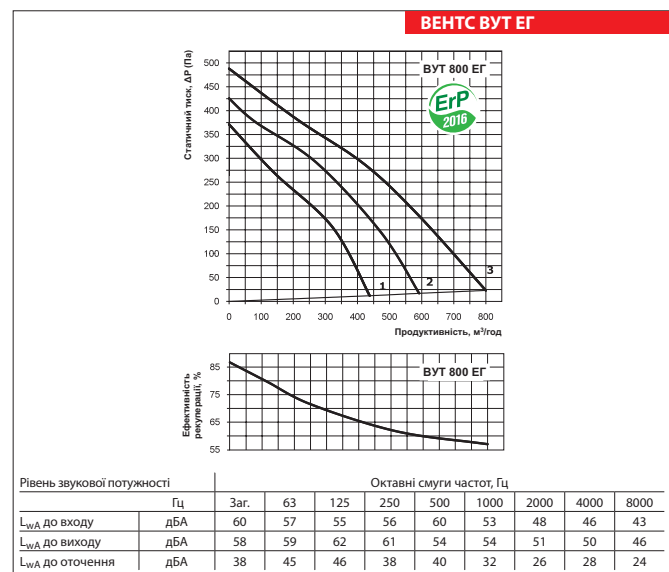 ВЕНТС ВУТ ЕГ
ВУТ 800 ЕГ
ErP
2016
Статичний тиск, ΔР (Па)
500
450
400
350
300
250
200
150
100
50
0
1
2
3
0 100 200 300 400 500 600 700 800
Продуктивність, м³/год
Ефективність
рекуперації, %
85
75
65
55
ВУТ 800 ЕГ
Рівень звукової потужності Октавні смуги частот, Гц
Гц Заг. 63 125 250 500 1000 2000 4000 8000
LwA до входу дБА 60 57 55 56 60 53 48 46 43
LwA до виходу дБА 58 59 62 61 54 54 51 50 46
LwA до оточення дБА 38 45 46 38 40 32 26 28 24